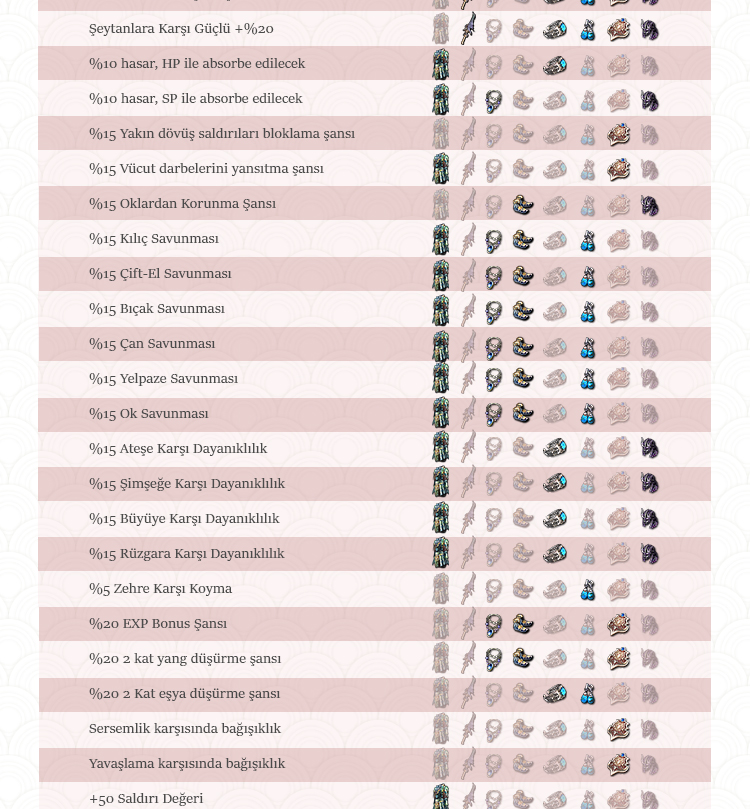 Şeytanlara Karşı Güçlü +%20
%10 hasar, HP ile absorbe edilecek
%10 hasar, SP ile absorbe edilecek
%15 Yakın dövüş saldırıları bloklama şansı
%15 Vücut darbelerini yansıtma şansı
%15 Oklardan Korunma Şansı
%15 Kılıç Savunması
%15 Çift-El Savunması
%15 Bıçak Savunması
%15 Çan Savunması
%15 Yelpaze Savunması
%15 Ok Savunması
%15 Ateşe Karşı Dayanıklılık
%15 Şimşeğe Karşı Dayanıklılık
%15 Büyüye Karşı Dayanıklılık
%15 Rüzgara Karşı Dayanıklılık
%5 Zehre Karşı Koyma
%20 EXP Bonus Şansı
%20 2 kat yang düşürme şansı
%20 2 Kat eşya düşürme şansı
Sersemlik karşısında bağışıklık
Yavaşlama karşısında bağışıklık
+50 Saldırı Değeri